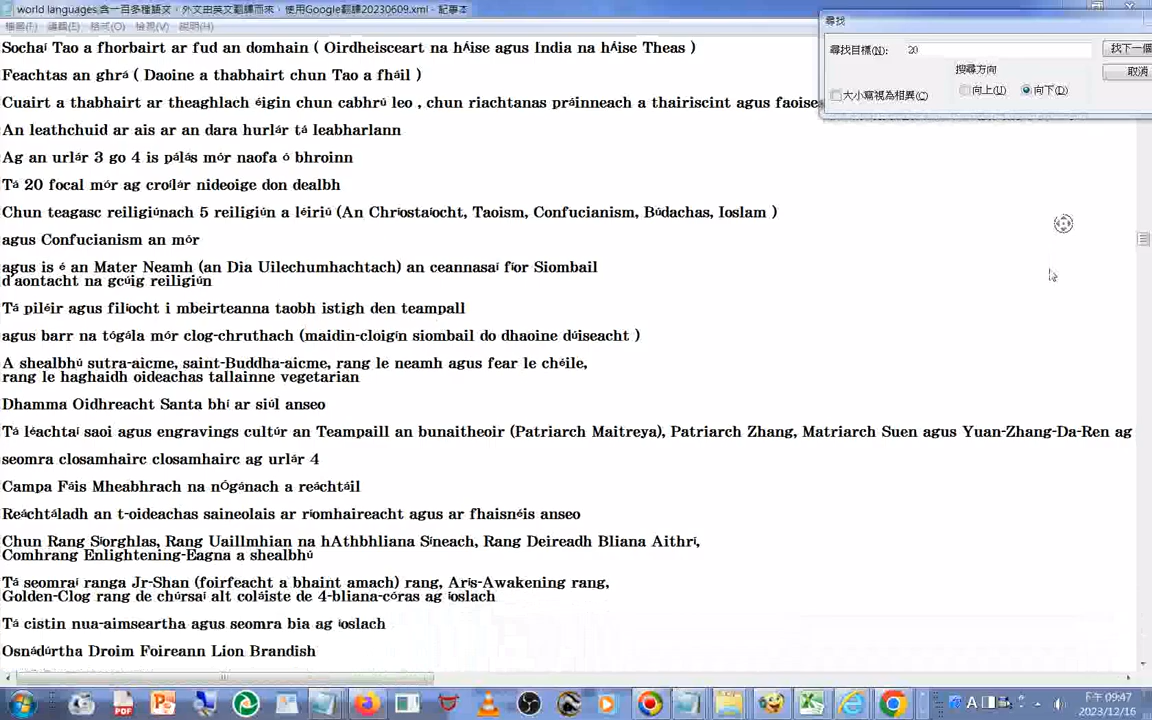 world languages 含一百多種語文，外文由英文翻譯而來，使用Google翻譯20230609.xml - 記事本
檔案(F) 編輯(E) 格式(O) 檢視(V) 說明(H)
尋找
尋找目標(N): 20
找下一個
搜尋方向
取消
大小寫視為相異(C)
向上(U)
向下(D)
Sochaí Tao a fhorbairt ar fud an domhain ( Oirdheisceart na hÁise agus India na hÁise Theas )
Feachtas an ghrá ( Daoine a thabhairt chun Tao a fháil )
Cuairt a thabhairt ar theaghlach éigin chun cabhrú leo , chun riachtanas práinneach a thairiscint agus faoise
An leathchuid ar ais ar an dara hurlár tá leabharlann
Ag an urlár 3 go 4 is pálás mór naofa ó bhroinn
Tá 20 focal mór ag croílár nideoige don dealbh
Chun teagasc reiligiúnach 5 reiligiún a léiriú (An Chríostaíocht, Taoism, Confucianism, Búdachas, Ioslam )
agus Confucianism an mór
agus is é an Mater Neamh (an Dia Uilechumhachtach) an ceannasaí fíor Siombail
d'aontacht na gcúig reiligiún
Tá piléir agus filíocht i mbeirteanna taobh istigh den teampall
agus barr na tógála mór clog-chruthach (maidin-cloigín siombail do dhaoine dúiseacht )
A shealbhú sutra-aicme, saint-Buddha-aicme, rang le neamh agus fear le chéile,
rang le haghaidh oideachas tallainne vegetarian
Dhamma Oidhreacht Santa bhí ar siúl anseo
Tá léachtaí saoi agus engravings cultúr an Teampaill an bunaitheoir (Patriarch Maitreya), Patriarch Zhang, Matriarch Suen agus Yuan-Zhang-Da-Ren ag
seomra closamhairc closamhairc ag urlár 4
Campa Fáis Mheabhrach na nÓgánach a reáchtáil
Reáchtáladh an t-oideachas saineolais ar ríomhaireacht agus ar fhaisnéis anseo
Chun Rang Síorghlas, Rang Uaillmhian na hAthbhliana Síneach, Rang Deireadh Bliana Aithrí,
Comhrang Enlightening-Eagna a shealbhú
Tá seomraí ranga Jr-Shan (foirfeacht a bhaint amach) rang, Arís-Awakening rang,
Golden-Clog rang de chúrsaí alt coláiste de 4-bliana-córas ag íoslach
Tá cistin nua-aimseartha agus seomra bia ag íoslach
Osnádúrtha Droim Foireann Lion Brandish
下午 09:47
2023/12/16